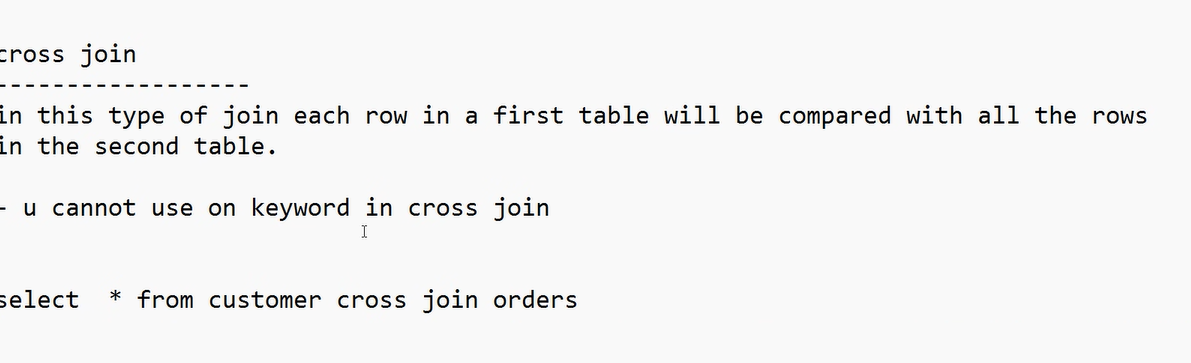 cross join
------------------
in this type of join each row in a first table will be compared with all the rows
in the second table.
- u cannot use on keyword in cross join
select  * from customer cross join orders